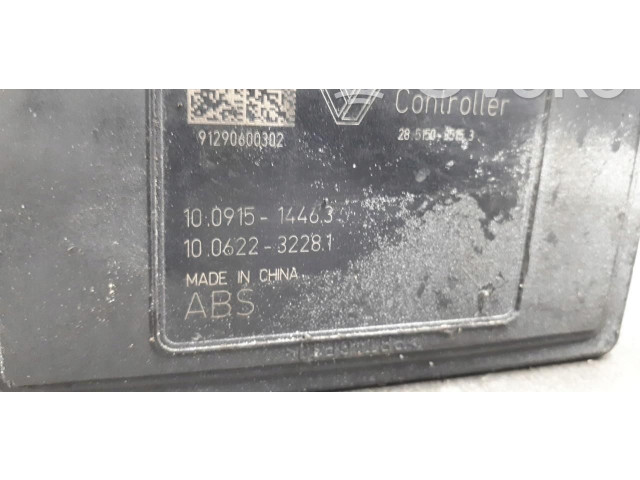 Controller
91290600302
10.0915-1446.3
10.0622-3228.1
MADE IN CHINA
ABS